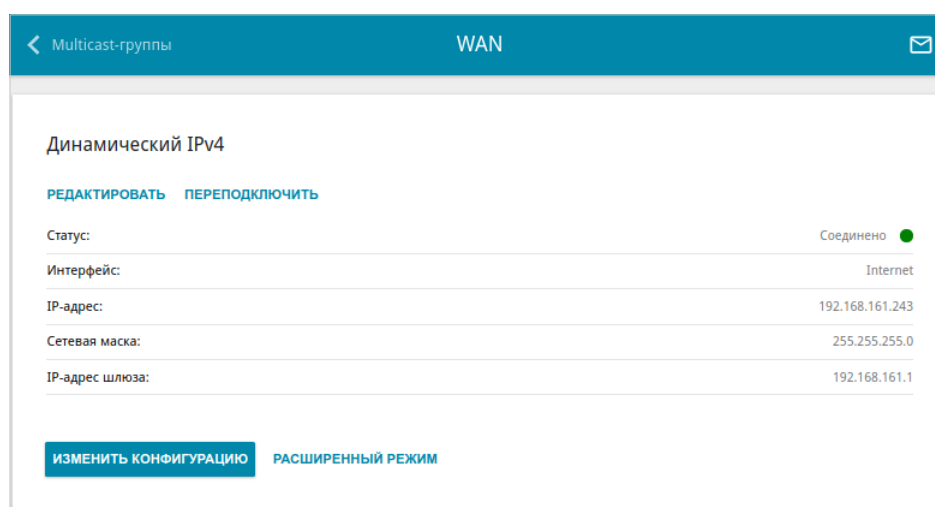 Multicast-группы WAN
Динамический IPv4
РЕДАКТИРОВАТЬ ПЕРЕПОДКЛЮЧИТЬ
Статус: Соединено
Интерфейс: Internet
IP-адрес: 192.168.161.243
Сетевая маска: 255.255.255.0
IP-адрес шлюза: 192.168.161.1
ИЗМЕНИТЬ КОНФИГУРАЦИЮ РАСШИРЕННЫЙ РЕЖИМ